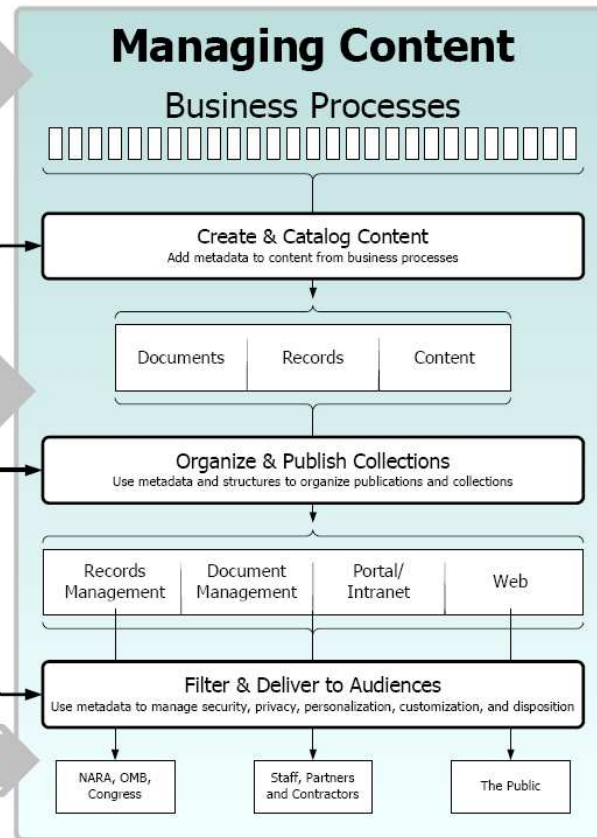 Managing Content
Business Processes
Create & Catalog Content
Add metadata to content from business processes
Documents
Records
Content
Organize & Publish Collections
Use metadata and structures to organize publications and collections
Records
Management
Document
Management
Portal/
Intranet
Web
Filter & Deliver to Audiences
Use metadata to manage security, privacy, personalization, customization, and disposition
NARA, OMB,
Congress
Staff, Partners
and Contractors
The Public